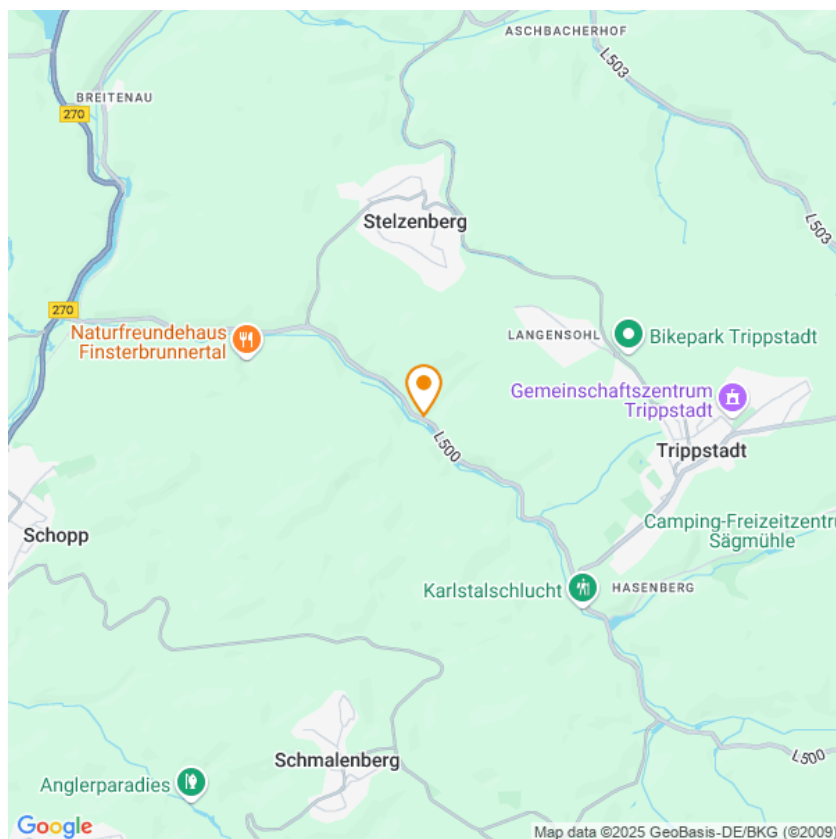 ASCHBACHERHOF
L503
BREITENAU
270
Stelzenberg
L503
270
Naturfreundehaus
Finsterbrunnertal
LANGENSOHL
Bikepark Trippstadt
Gemeinschaftszentrum
Trippstadt
L500
Trippstadt
Schopp
Camping-Freizeitzentru
Sägmühle
Karlstalschlucht
HASENBERG
Schmalenberg
L500
Anglerparadies
Google
Map data ©2025 GeoBasis-DE/BKG (©2009)